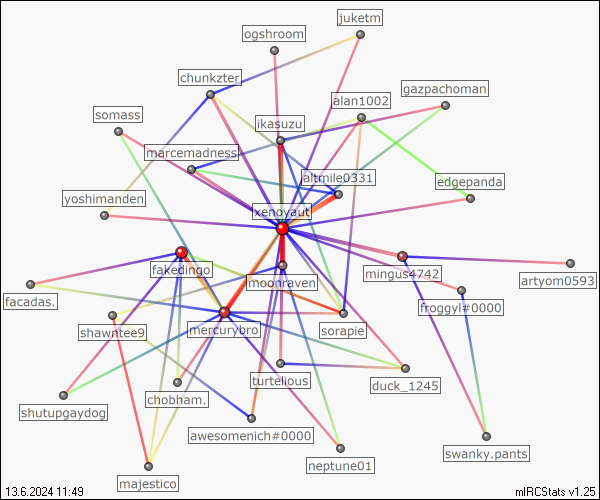 juketm
ogshroom
chunkzter
gazpachoman
alan1002
somass
ikasuzu
marcemadness
altmile0331
edgepanda
yoshimanden
xenoyaut
fakedingo
moonraven
mingus4742
artyom0593
facadas.
froggyl#0000
shawntee9
mercurybro
sorapie
turtelious
duck_1245
chobham.
shutupgaydog
awesomenich#0000
swanky.pants
neptune01
majestico
13.6.2024 11:49
mIRCStats v1.25